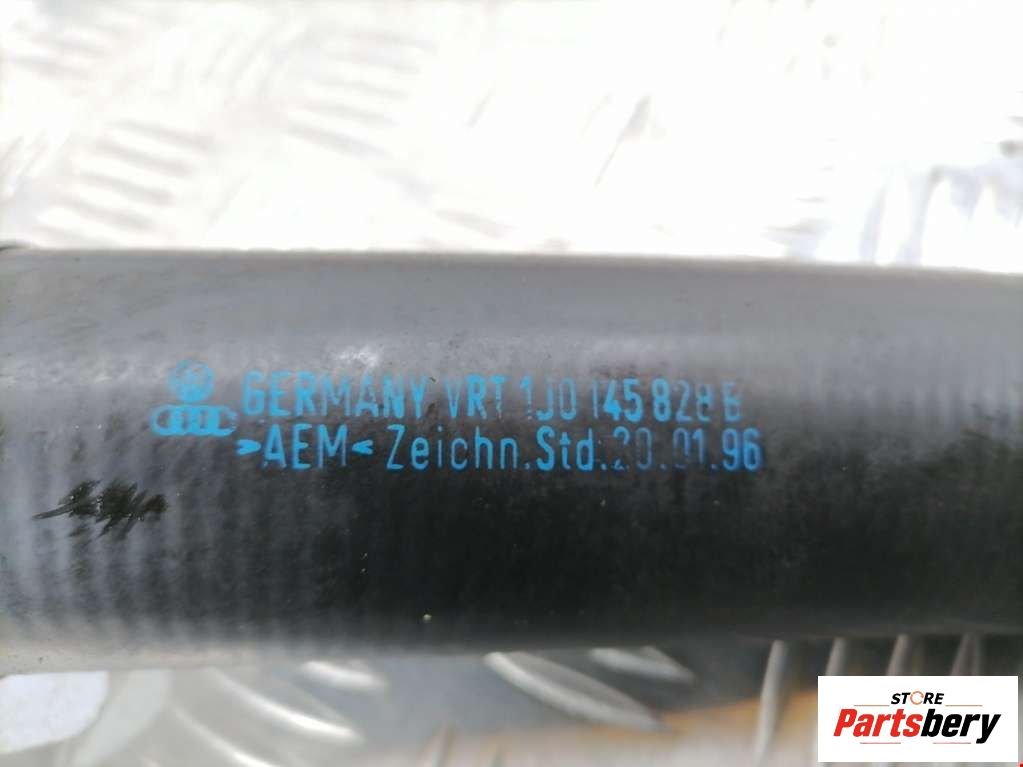 GERMANY VRT 1J0 145 828 B
>AEM< Zeichn.Std.:20.01.96
STORE
Partsbery